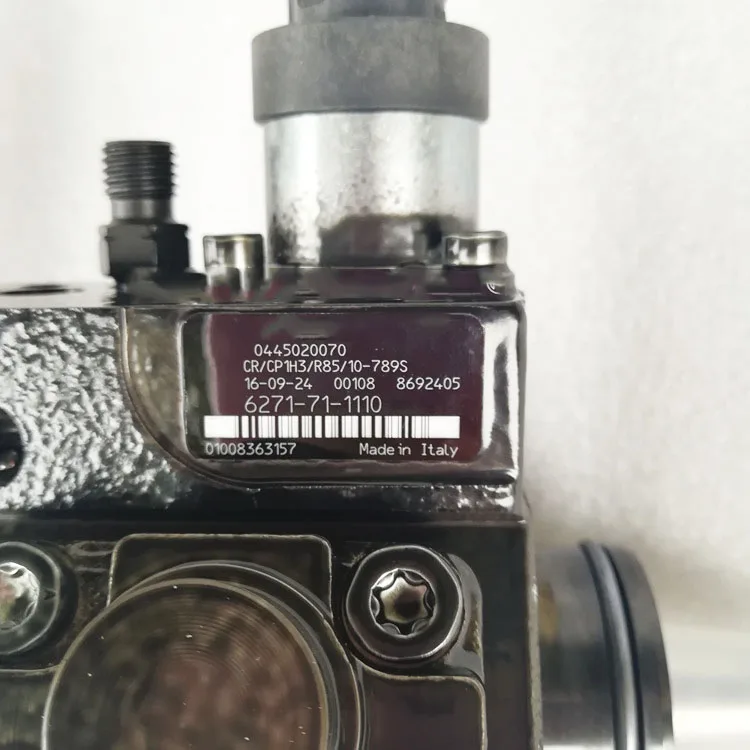 0445020070
CR/CP1H3/R85/10-789S
16-09-24 00108 8692405
6271-71-1110
01008363157 Made in Italy